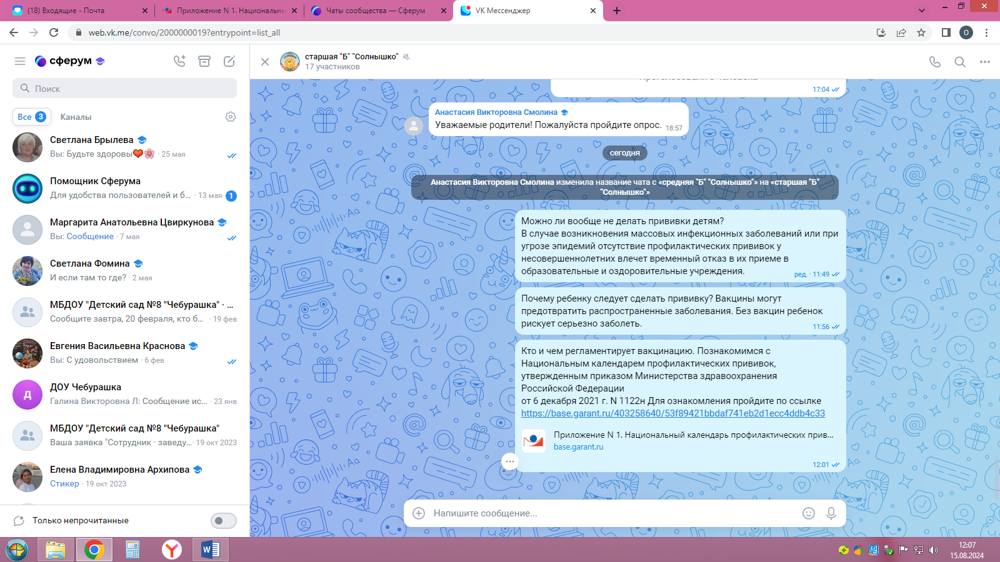 (18) Входящие - Почта
Приложение N 1. Националь
Чаты сообщества — Сферум
VK Мессенджер
web.vk.me/convo/2000000019?entrypoint=list_all
О
сферум
Поиск
Все 3
Каналы
Светлана Брылева
Вы: Будьте здоровы❤️🌸 · 25 мая
Помощник Сферума
Для удобства пользователей и б... · 13 мая
1
Маргарита Анатольевна Цвиркунова
Вы: Сообщение · 7 мая
Светлана Фомина
И если там то где? · 2 мая
МБДОУ "Детский сад №8 "Чебурашка" · ...
Сообщите завтра, 20 февраля, кто б... · 19 фев
Евгения Васильевна Краснова
Вы: С удовольствием · 6 фев
Д
ДОУ Чебурашка
Галина Викторовна Л: Сообщение ис... · 23 янв
МБДОУ "Детский сад №8 "Чебурашка"
Ваша заявка "Сотрудник · заведу... · 19 окт 2023
Елена Владимировна Архипова
Стикер · 19 окт 2023
Только непрочитанные
старшая "Б" "Солнышко"
17 участников
17:04
Анастасия Викторовна Смолина
Уважаемые родители! Пожалуйста пройдите опрос. 18:57
сегодня
Анастасия Викторовна Смолина изменила название чата с «средняя "Б" "Солнышко"» на «старшая "Б"
"Солнышко"»
Можно ли вообще не делать прививки детям?
В случае возникновения массовых инфекционных заболеваний или при
угрозе эпидемий отсутствие профилактических прививок у
несовершеннолетних влечет временный отказ в их приеме в
образовательные и оздоровительные учреждения.
ред. · 11:49
Почему ребенку следует сделать прививку? Вакцины могут
предотвратить распространенные заболевания. Без вакцин ребенок
рискует серьезно заболеть.
11:56
Кто и чем регламентирует вакцинацию. Познакомимся с
Национальным календарем профилактических прививок,
утвержденным приказом Министерства здравоохранения
Российской Федерации
от 6 декабря 2021 г. N 1122н Для ознакомления пройдите по ссылке
https://base.garant.ru/403258640/53f89421bbdaf741eb2d1ecc4ddb4c33
Приложение N 1. Национальный календарь профилактических прив...
base.garant.ru
12:01
Напишите сообщение...
12:07
15.08.2024